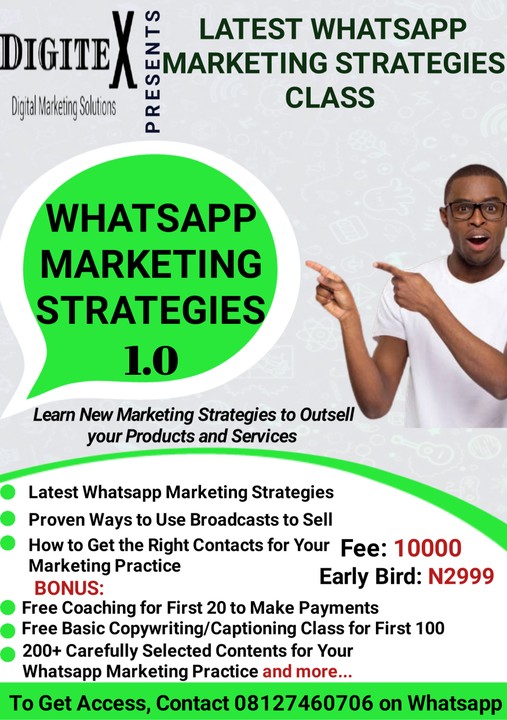 DIGITEX
Digital Marketing Solutions
PRESENTS
LATEST WHATSAPP
MARKETING STRATEGIES
CLASS
WHATSAPP
MARKETING
STRATEGIES
1.0
Learn New Marketing Strategies to Outsell
your Products and Services
Latest Whatsapp Marketing Strategies
Proven Ways to Use Broadcasts to Sell
How to Get the Right Contacts for Your
Marketing Practice
Fee: 10000
Early Bird: N2999
BONUS:
Free Coaching for First 20 to Make Payments
Free Basic Copywriting/Captioning Class for First 100
200+ Carefully Selected Contents for Your
Whatsapp Marketing Practice and more...
To Get Access, Contact 08127460706 on Whatsapp